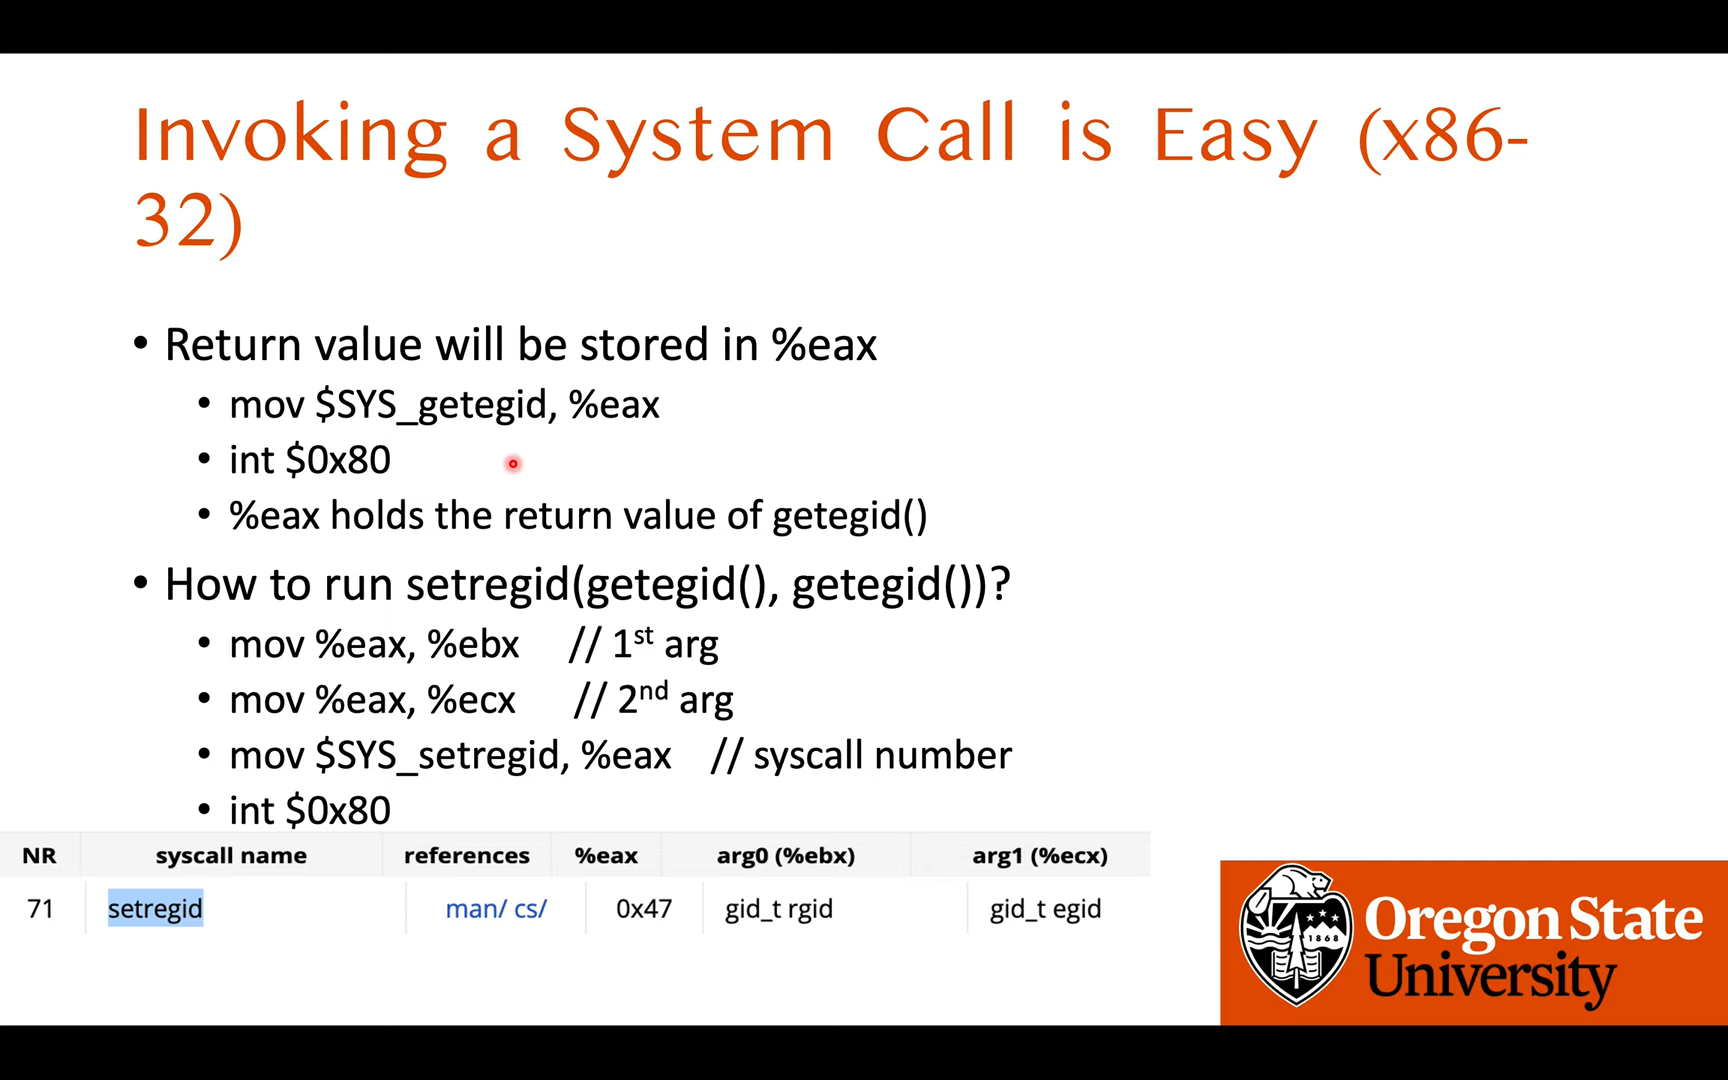 Invoking a System Call is Easy (x86-
32)
• Return value will be stored in %eax
• mov $SYS_getegid, %eax
• int $0x80
• %eax holds the return value of getegid()
• How to run setregid(getegid(), getegid())?
• mov %eax, %ebx // 1st arg
• mov %eax, %ecx // 2nd arg
• mov $SYS_setregid, %eax // syscall number
• int $0x80
NR syscall name references %eax arg0 (%ebx) arg1 (%ecx)
71 setregid man/ cs/ 0x47 gid_t rgid gid_t egid
1868
Oregon State
University